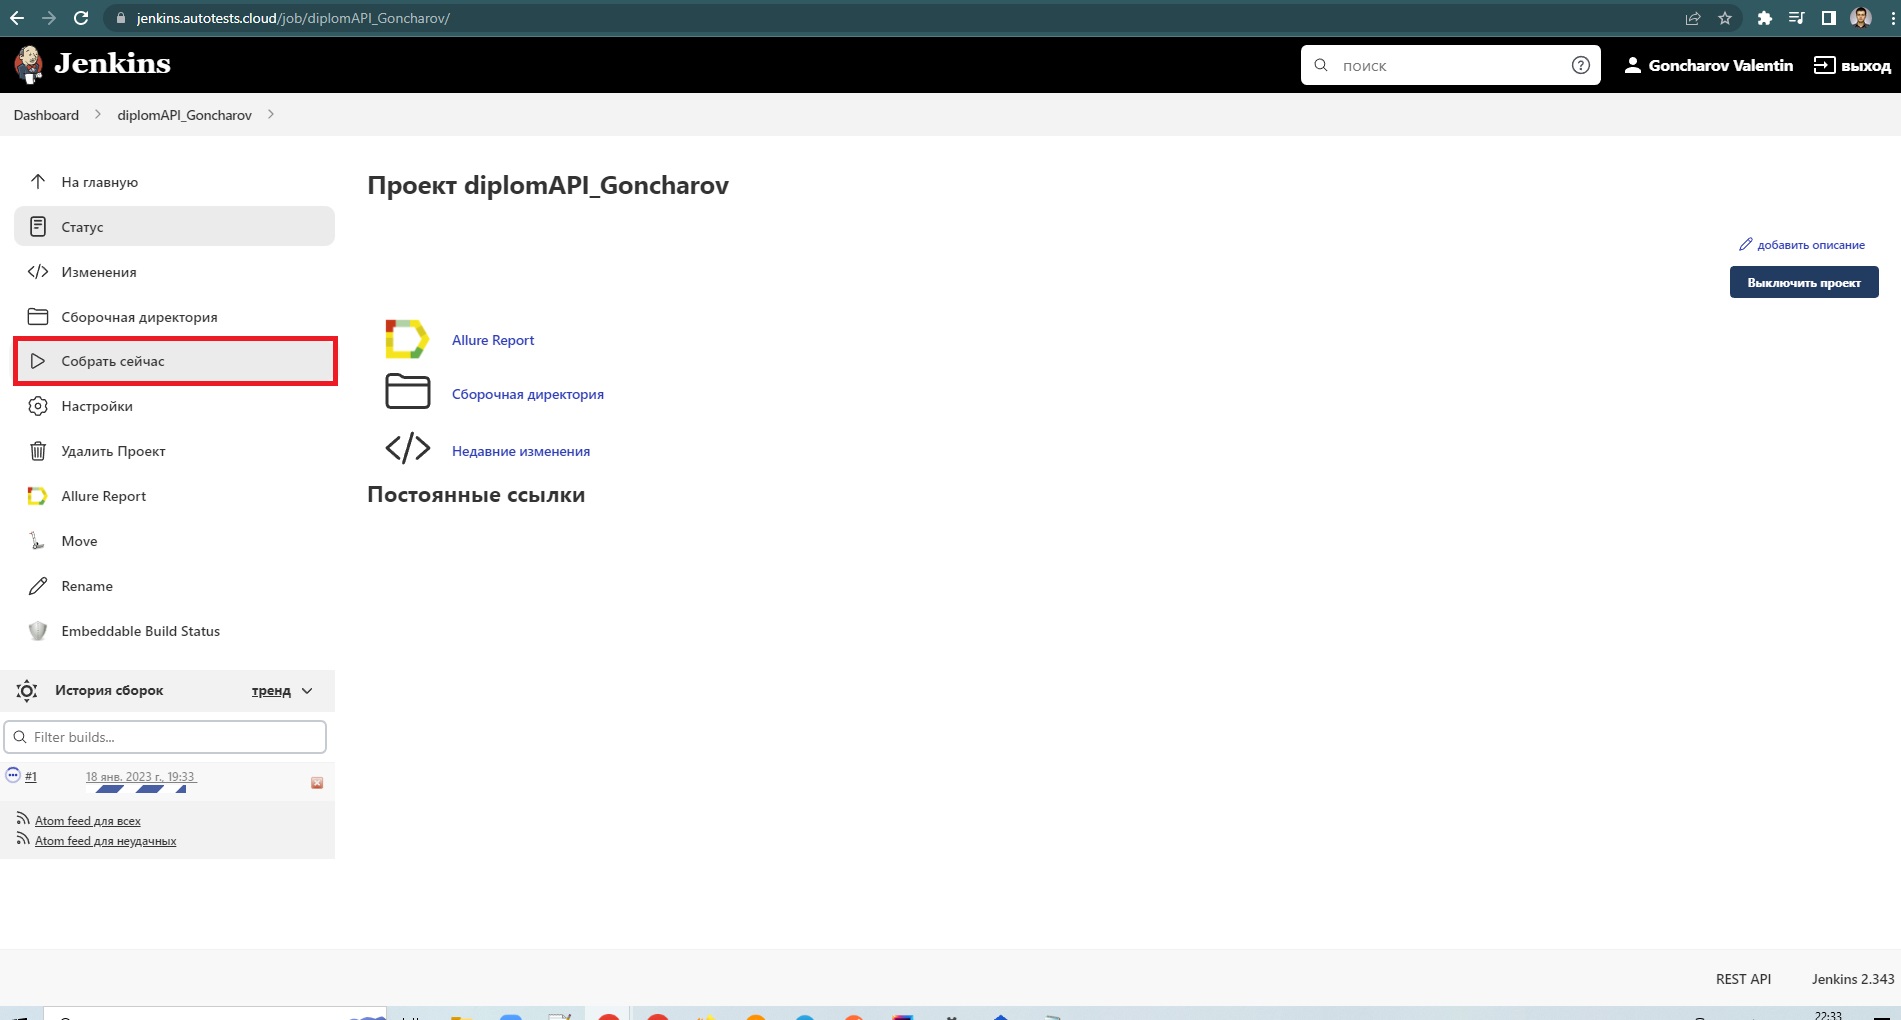 jenkins.autotests.cloud/job/diplomAPI_Goncharov/
Jenkins
поиск
Goncharov Valentin
выход
Dashboard
diplomAPI_Goncharov
На главную
Статус
Изменения
Сборочная директория
Собрать сейчас
Настройки
Удалить Проект
Allure Report
Move
Rename
Embeddable Build Status
История сборок
тренд
Filter builds...
#1
18 янв. 2023 г., 19:33
Atom feed для всех
Atom feed для неудачных
Проект diplomAPI_Goncharov
добавить описание
Выключить проект
Allure Report
Сборочная директория
Недавние изменения
Постоянные ссылки
REST API
Jenkins 2.343
22:33